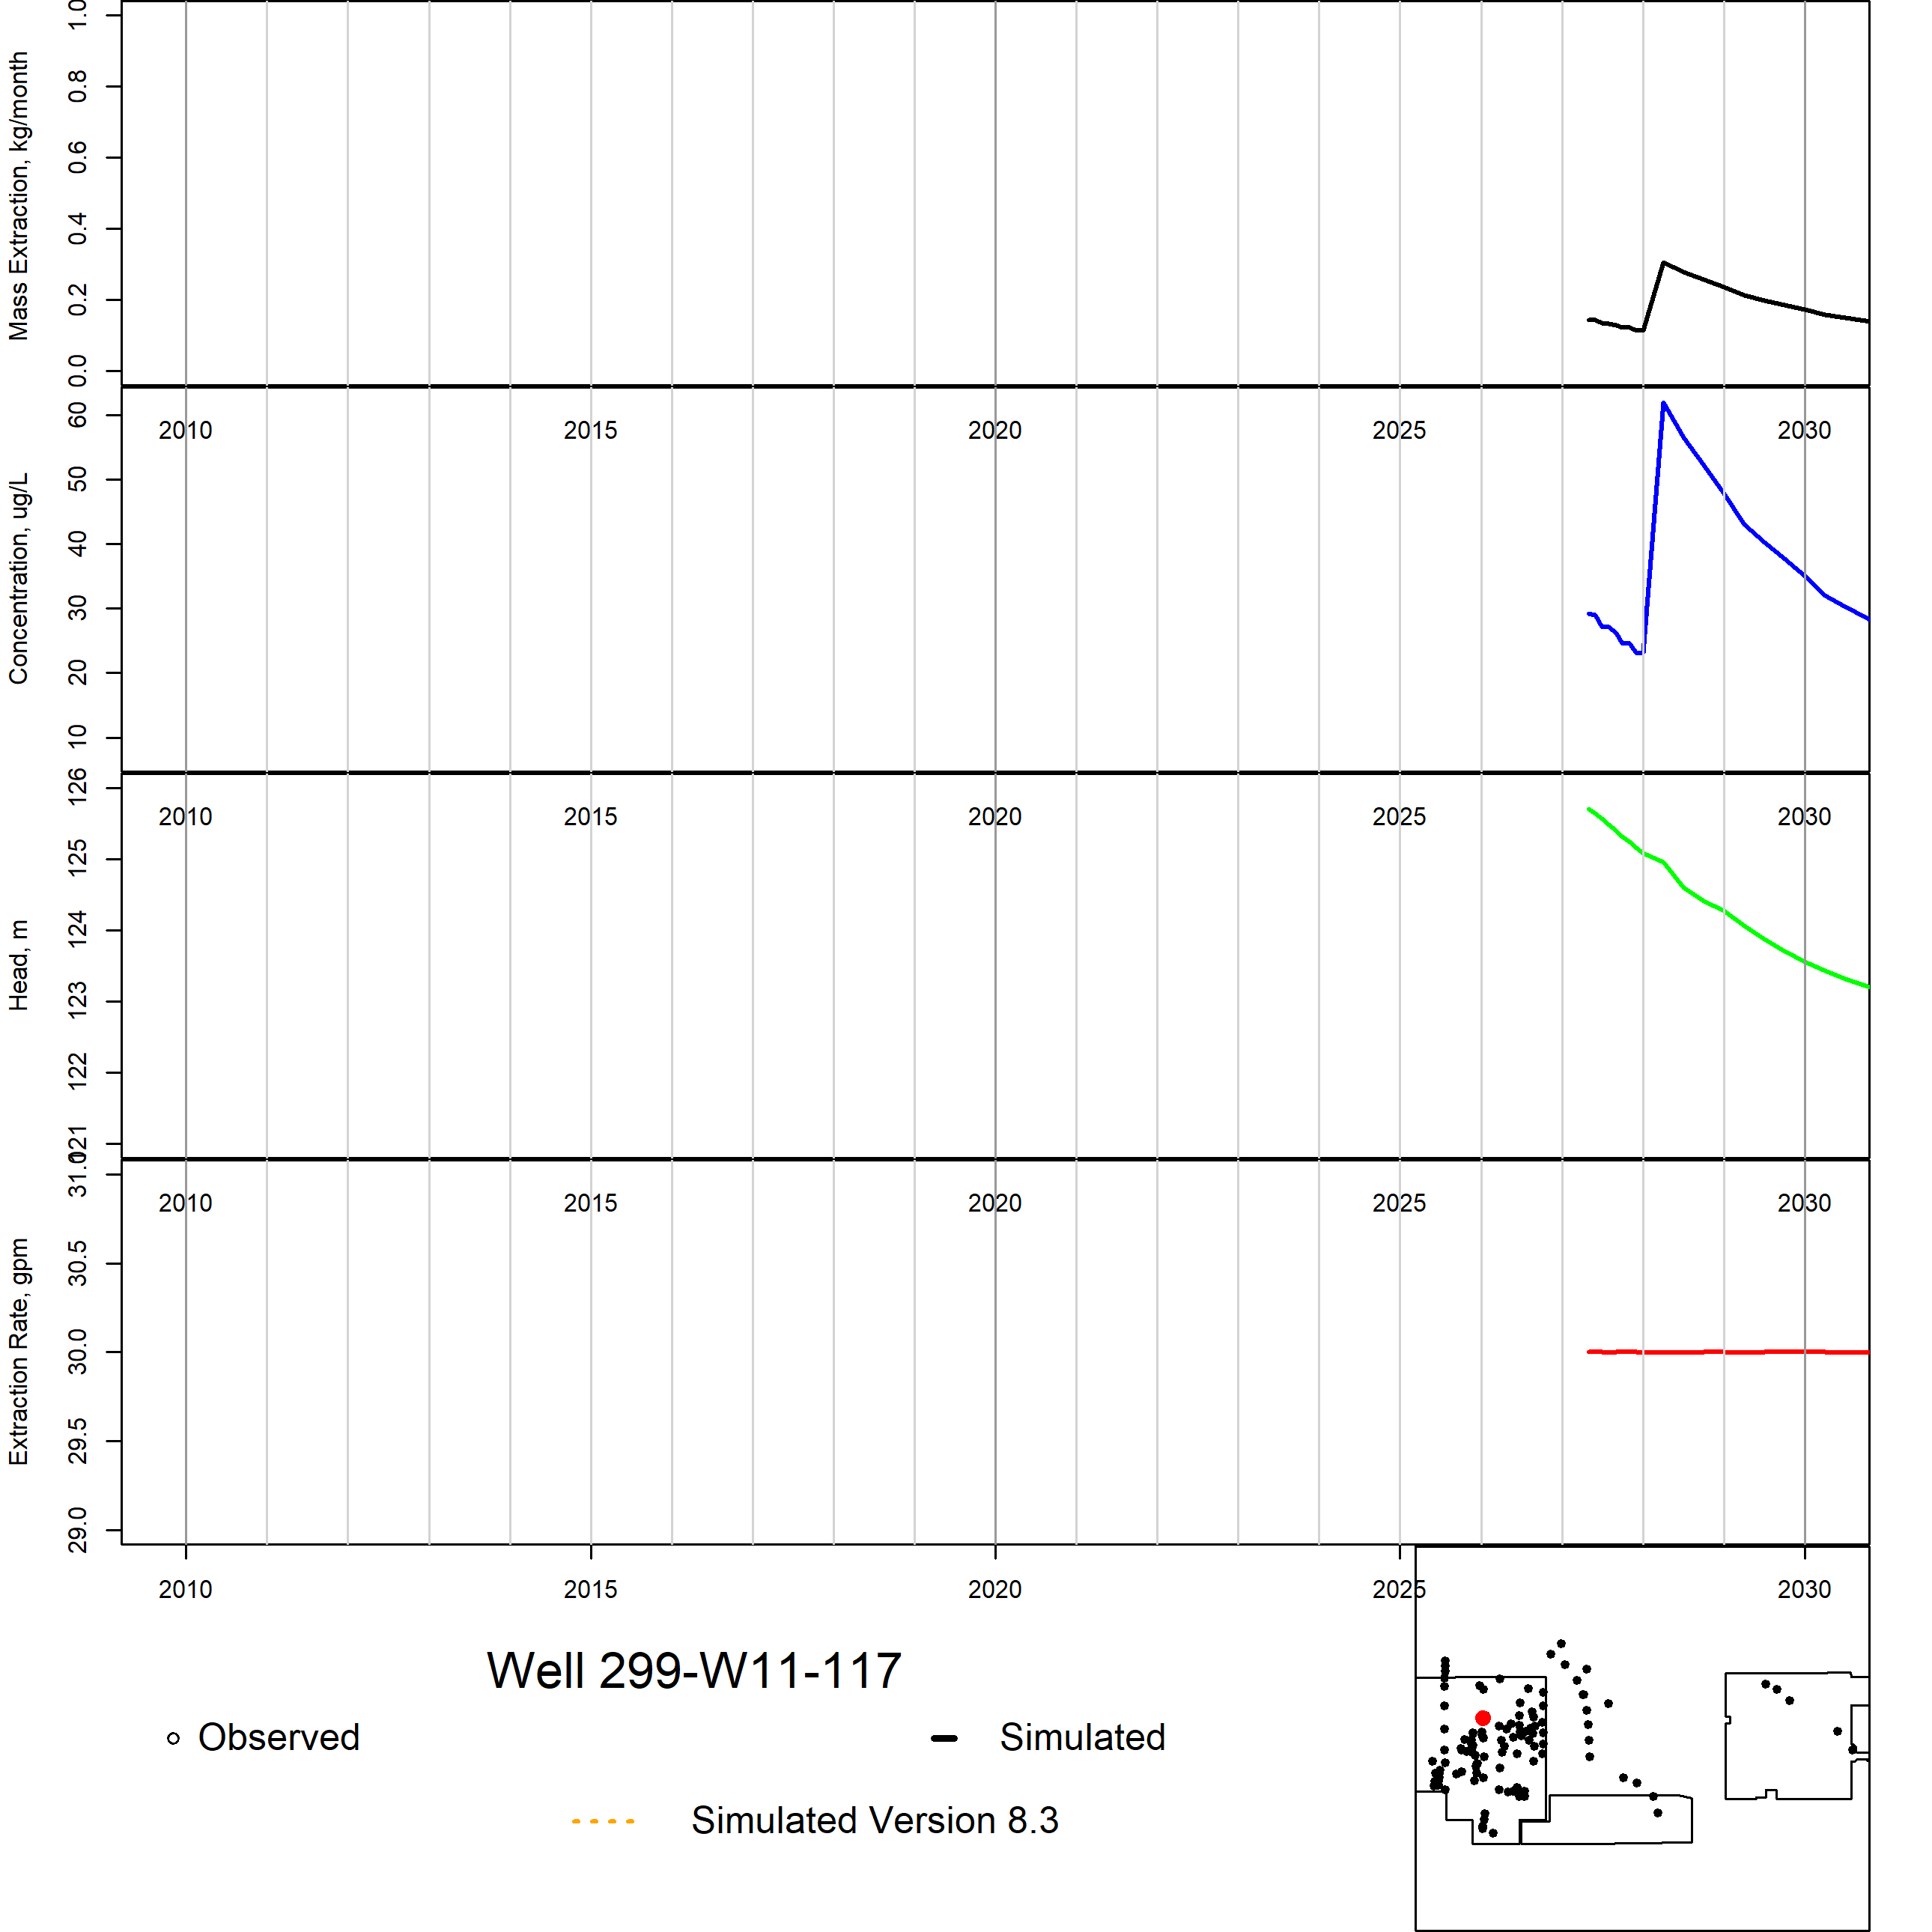 Mass Extraction, kg/month
1.0
0.8
0.6
0.4
0.2
0.0
2010 2015 2020 2025 2030
Concentration, ug/L
60
50
40
30
20
10
2010 2015 2020 2025 2030
Head, m
126
125
124
123
122
121
2010 2015 2020 2025 2030
Extraction Rate, gpm
31.0
30.5
30.0
29.5
29.0
2010 2015 2020 2025 2030
Well 299-W11-117
Observed Simulated
Simulated Version 8.3